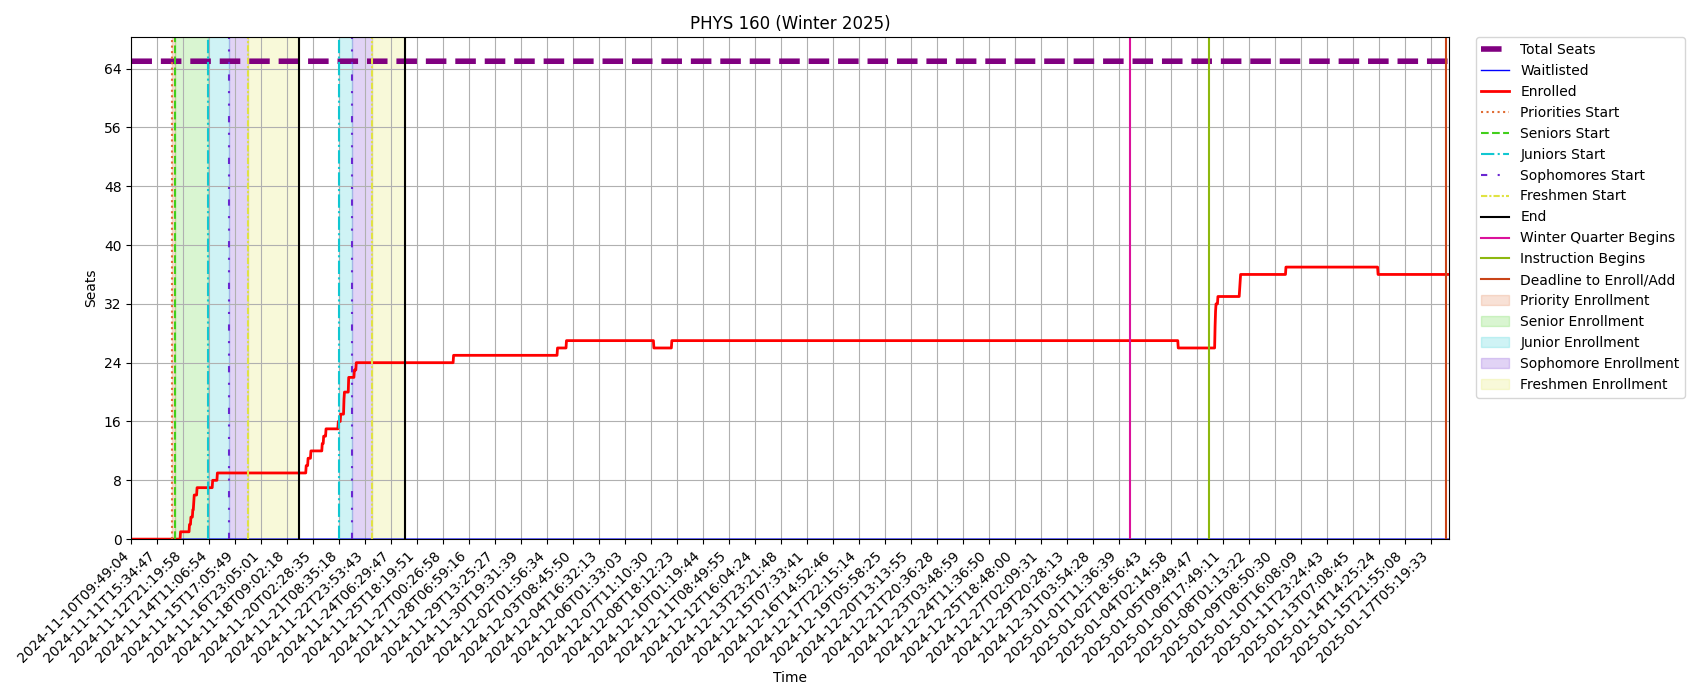 PHYS 160 (Winter 2025)
Seats
64
56
48
40
32
24
16
8
0
2024-11-10T09:49:04
2024-11-11T15:34:47
2024-11-12T21:19:58
2024-11-14T11:06:54
2024-11-15T17:05:49
2024-11-16T23:05:01
2024-11-18T09:02:18
2024-11-20T02:28:35
2024-11-21T08:35:18
2024-11-22T23:53:43
2024-11-24T06:29:47
2024-11-25T18:19:51
2024-11-27T00:26:58
2024-11-28T06:59:16
2024-11-29T13:25:27
2024-11-30T19:31:39
2024-12-02T01:56:34
2024-12-03T08:45:50
2024-12-04T16:32:13
2024-12-06T01:33:03
2024-12-07T11:10:30
2024-12-08T18:12:23
2024-12-10T01:19:44
2024-12-11T08:49:55
2024-12-12T16:04:24
2024-12-13T23:21:48
2024-12-15T07:33:41
2024-12-16T14:52:46
2024-12-17T22:15:14
2024-12-19T05:58:25
2024-12-20T13:13:55
2024-12-21T20:36:28
2024-12-23T03:48:59
2024-12-24T11:36:50
2024-12-25T18:48:00
2024-12-27T02:09:31
2024-12-29T20:28:13
2024-12-31T03:54:28
2025-01-01T11:36:39
2025-01-02T18:56:43
2025-01-04T02:14:58
2025-01-05T09:49:47
2025-01-06T17:49:11
2025-01-08T01:13:22
2025-01-09T08:50:30
2025-01-10T16:08:09
2025-01-11T23:24:43
2025-01-13T07:08:45
2025-01-14T14:25:24
2025-01-15T21:55:08
2025-01-17T05:19:33
Time
Total Seats
Waitlisted
Enrolled
Priorities Start
Seniors Start
Juniors Start
Sophomores Start
Freshmen Start
End
Winter Quarter Begins
Instruction Begins
Deadline to Enroll/Add
Priority Enrollment
Senior Enrollment
Junior Enrollment
Sophomore Enrollment
Freshmen Enrollment